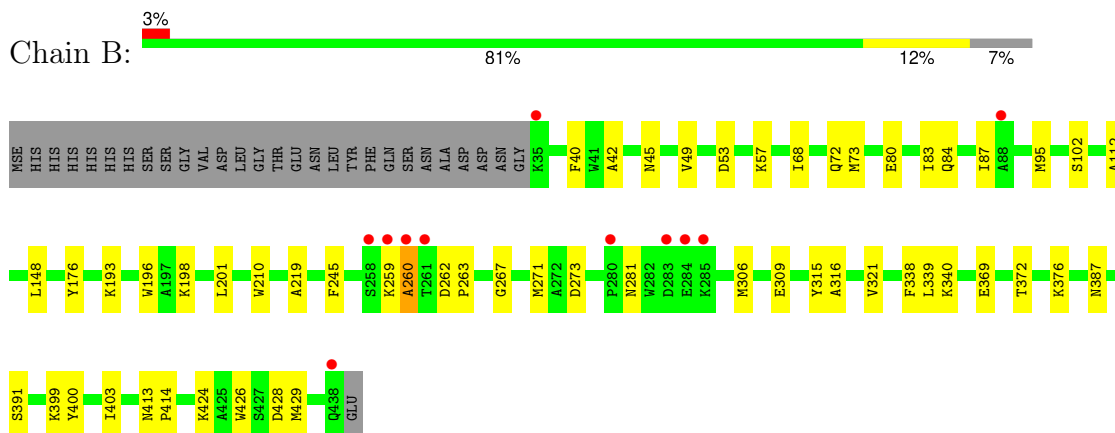 3%
Chain B:
81% 12% 7%
MSE HIS HIS HIS HIS HIS HIS SER SER GLY VAL ASP LEU GLY THR GLU ASN LEU TYR PHE GLN SER ASN ALA ASP ASP ASN GLY K35 F40 W41 A42 N45 V49 D53 K57 I68 Q72 M73 E80 I83 Q84 I87 A88 M95 S102
L148 Y176 K193 W196 A197 K198 L201 W210 A219 F245 S258 K259 A260 T261 D262 P263 G267 M271 A272 D273 P280 N281 W282 D283 E284 K285 M306 E309 Y315 A316 V321 F338 L339 K340 E369 T372 K376 N387
S391 K399 Y400 I403 N413 P414 K424 A425 W426 S427 D428 M429 Q438 GLU